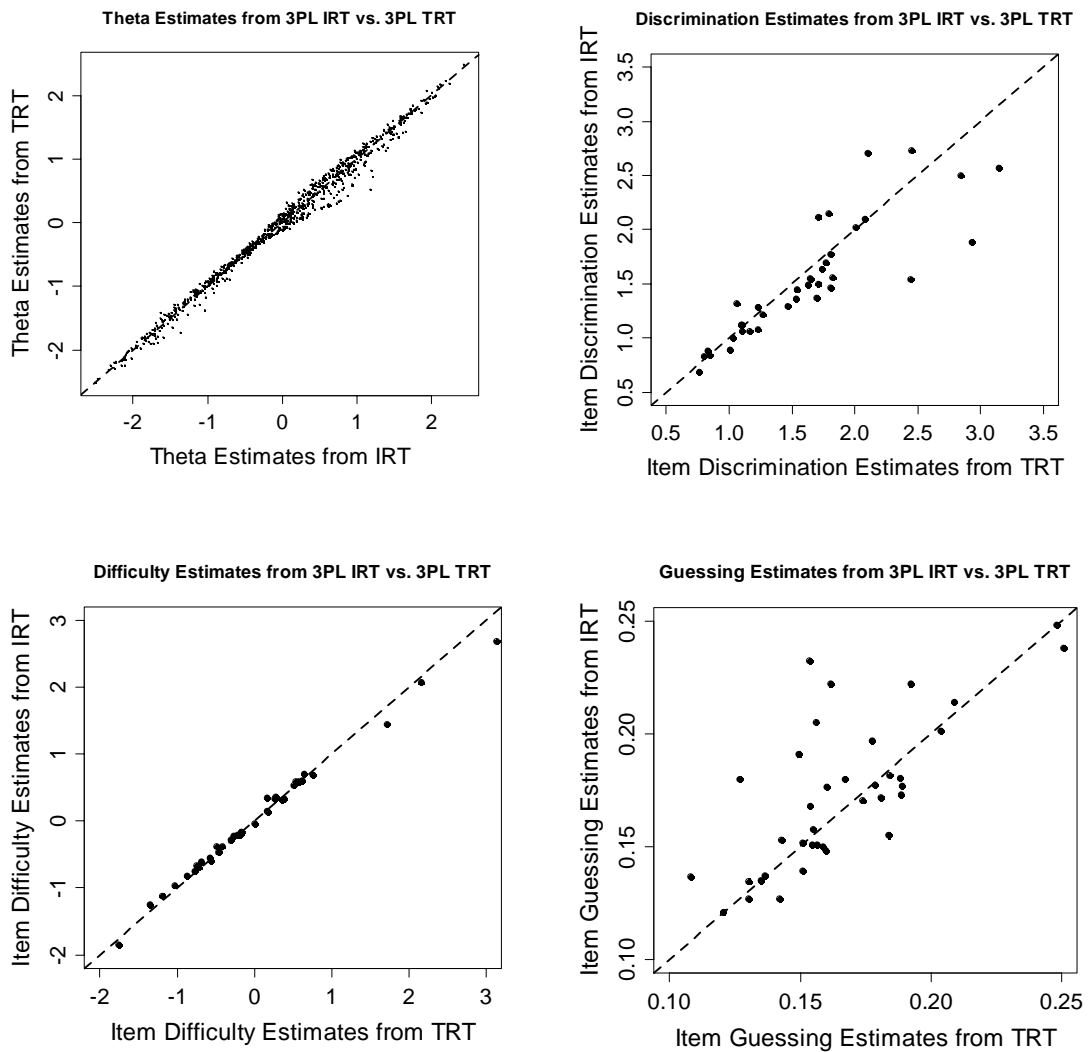 Theta Estimates from 3PL IRT vs. 3PL TRT
Theta Estimates from TRT
2
1
0
-1
-2
-2 -1 0 1 2
Theta Estimates from IRT
Discrimination Estimates from 3PL IRT vs. 3PL TRT
Item Discrimination Estimates from IRT
3.5
3.0
2.5
2.0
1.5
1.0
0.5
0.5 1.0 1.5 2.0 2.5 3.0 3.5
Item Discrimination Estimates from TRT
Difficulty Estimates from 3PL IRT vs. 3PL TRT
Item Difficulty Estimates from IRT
3
2
1
0
-1
-2
-2 -1 0 1 2 3
Item Difficulty Estimates from TRT
Guessing Estimates from 3PL IRT vs. 3PL TRT
Item Guessing Estimates from IRT
0.25
0.20
0.15
0.10
0.10 0.15 0.20 0.25
Item Guessing Estimates from TRT